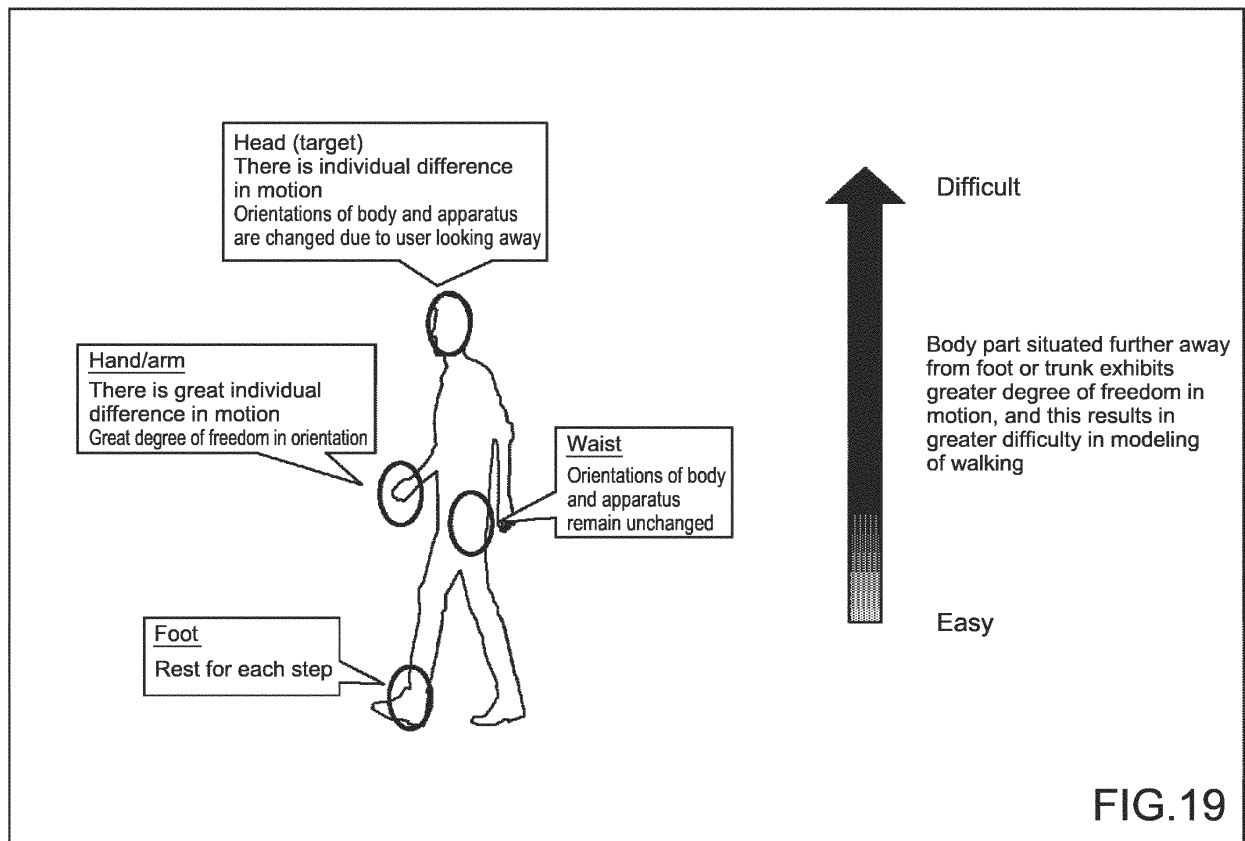 Head (target)
There is individual difference
in motion
Orientations of body and apparatus
are changed due to user looking away
Difficult
Hand/arm
There is great individual
difference in motion
Great degree of freedom in orientation
Waist
Orientations of body
and apparatus
remain unchanged
Body part situated further away
from foot or trunk exhibits
greater degree of freedom in
motion, and this results in
greater difficulty in modeling
of walking
Foot
Rest for each step
Easy
FIG.19